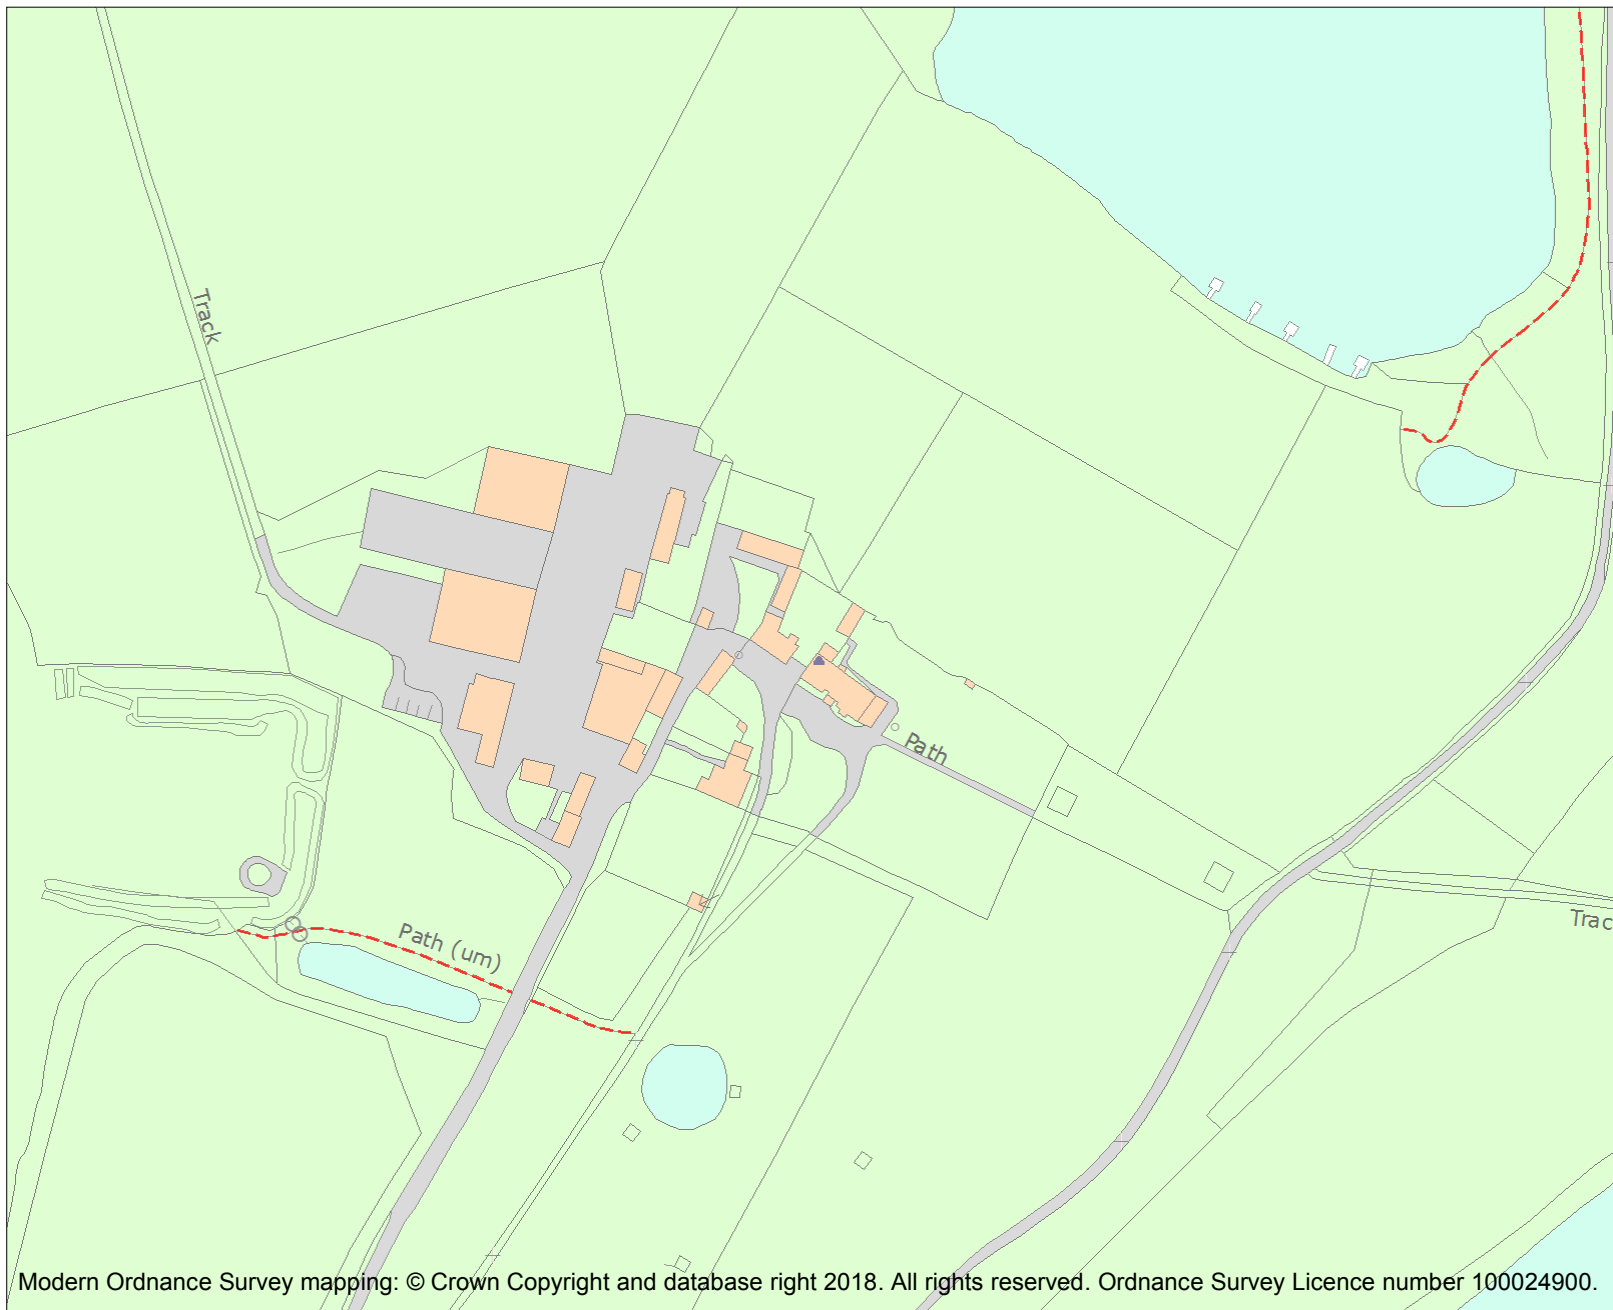 Track
Path
Trac
Path (um)
Modern Ordnance Survey mapping: © Crown Copyright and database right 2018. All rights reserved. Ordnance Survey Licence number 100024900.